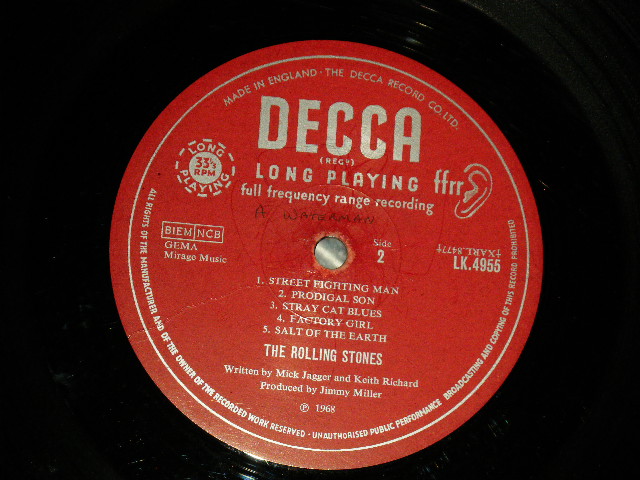 MADE IN ENGLAND · THE DECCA RECORD CO. LTD.
DECCA
(REGD)
LONG PLAYING
33⅓ RPM
LONG PLAYING
ffrr
full frequency range recording
A WATERMAN
BIEM NCB
GEMA
Mirage Music
Side
2
‡XARL.8477‡
LK.4955
1. STREET FIGHTING MAN
2. PRODIGAL SON
3. STRAY CAT BLUES
4. FACTORY GIRL
5. SALT OF THE EARTH
THE ROLLING STONES
Written by Mick Jagger and Keith Richard
Produced by Jimmy Miller
℗ 1968
ALL RIGHTS OF THE MANUFACTURER AND OF THE OWNER OF THE RECORDED WORK RESERVED · UNAUTHORISED PUBLIC PERFORMANCE BROADCASTING AND COPYING OF THIS RECORD PROHIBITED